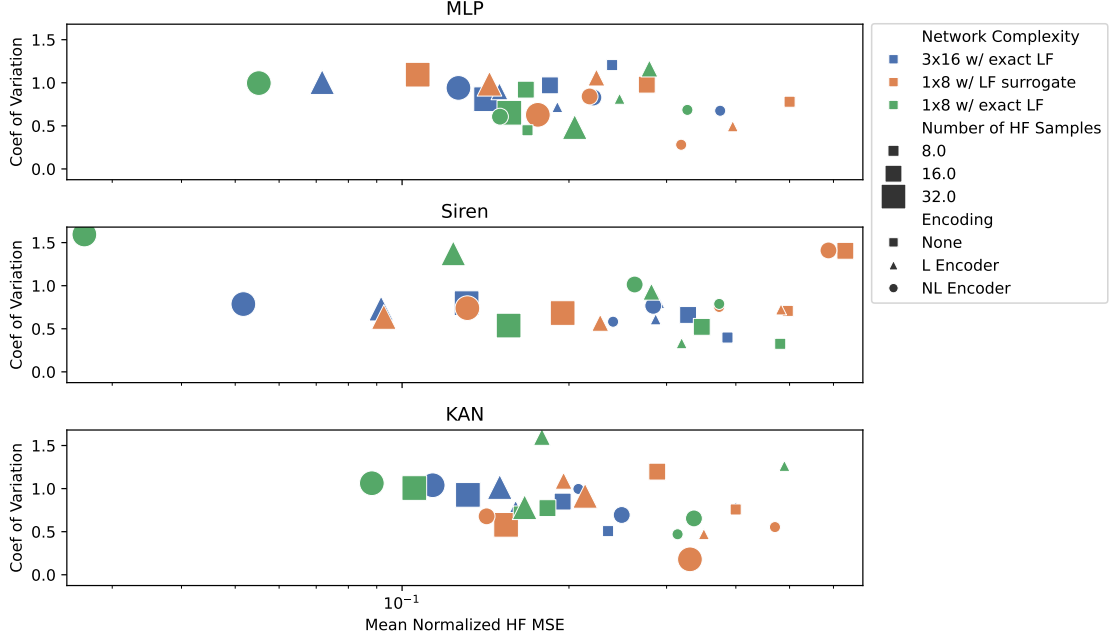 MLP
Coef of Variation
1.5
1.0
0.5
0.0
Siren
Coef of Variation
1.5
1.0
0.5
0.0
KAN
Coef of Variation
1.5
1.0
0.5
0.0
10⁻¹
Mean Normalized HF MSE
Network Complexity
3x16 w/ exact LF
1x8 w/ LF surrogate
1x8 w/ exact LF
Number of HF Samples
8.0
16.0
32.0
Encoding
None
L Encoder
NL Encoder